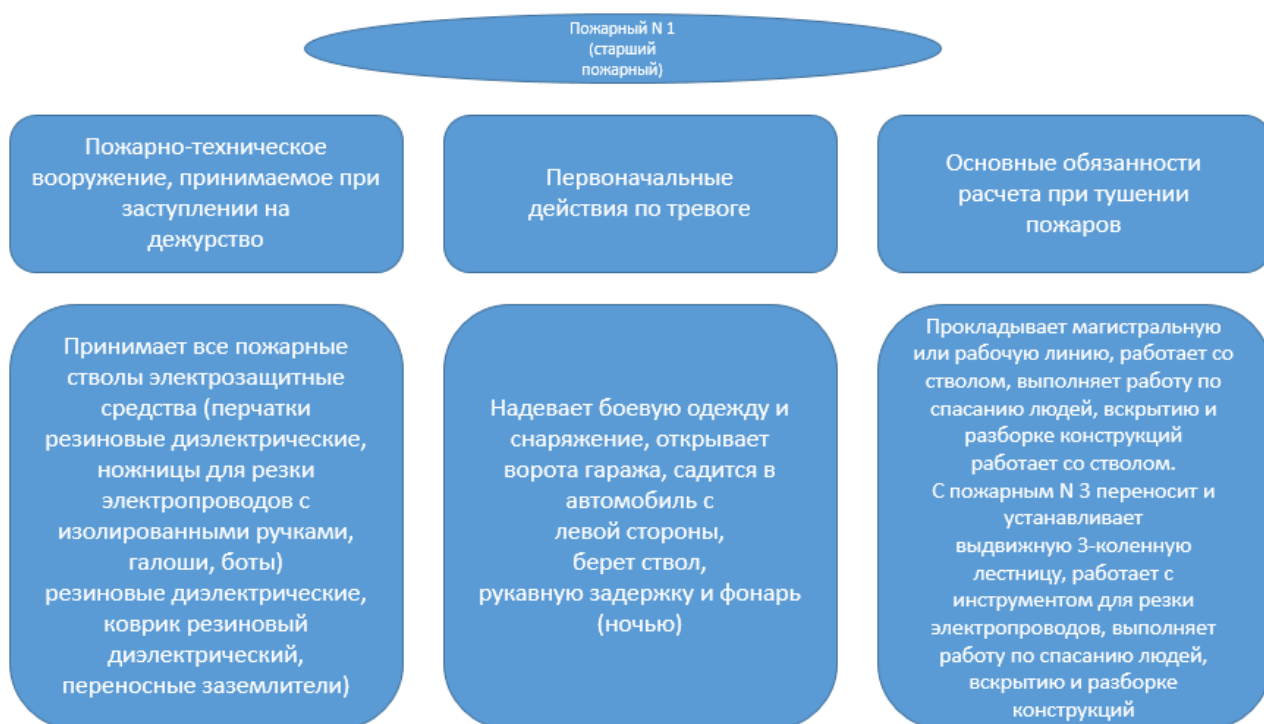 Пожарный N 1
(старший
пожарный)
Пожарно-техническое
вооружение, принимаемое при
заступлении на
дежурство
Первоначальные
действия по тревоге
Основные обязанности
расчета при тушении
пожаров
Принимает все пожарные
стволы электрозащитные
средства (перчатки
резиновые диэлектрические,
ножницы для резки
электропроводов с
изолированными ручками,
галоши, боты)
резиновые диэлектрические,
коврик резиновый
диэлектрический,
переносные заземлители)
Надевает боевую одежду и
снаряжение, открывает
ворота гаража, садится в
автомобиль с
левой стороны,
берет ствол,
рукавную задержку и фонарь
(ночью)
Прокладывает магистральную
или рабочую линию, работает со
стволом, выполняет работу по
спасанию людей, вскрытию и
разборке конструкций
работает со стволом.
С пожарным N 3 переносит и
устанавливает
выдвижную 3-коленную
лестницу, работает с
инструментом для резки
электропроводов, выполняет
работу по спасанию людей,
вскрытию и разборке
конструкций